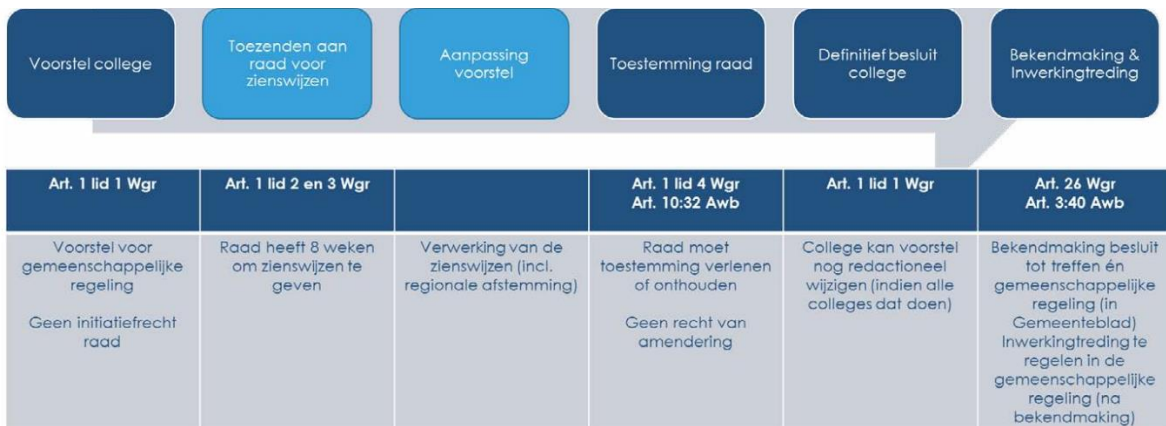 Voorstel college
Toezenden aan
raad voor
zienswijzen
Aanpassing
voorstel
Toestemming raad
Definitief besluit
college
Bekendmaking &
Inwerkingtreding
Art. 1 lid 1 Wgr
Art. 1 lid 2 en 3 Wgr
Art. 1 lid 4 Wgr
Art. 10:32 Awb
Art. 1 lid 1 Wgr
Art. 26 Wgr
Art. 3:40 Awb
Voorstel voor
gemeenschappelijke
regeling
Geen initiatiefrecht
raad
Raad heeft 8 weken
om zienswijzen te
geven
Verwerking van de
zienswijzen (incl.
regionale afstemming)
Raad moet
toestemming verlenen
of onthouden
Geen recht van
amendering
College kan voorstel
nog redactioneel
wijzigen (indien alle
colleges dat doen)
Bekendmaking besluit
tot treffen én
gemeenschappelijke
regeling (in
Gemeenteblad)
Inwerkingtreding te
regelen in de
gemeenschappelijke
regeling (na
bekendmaking)